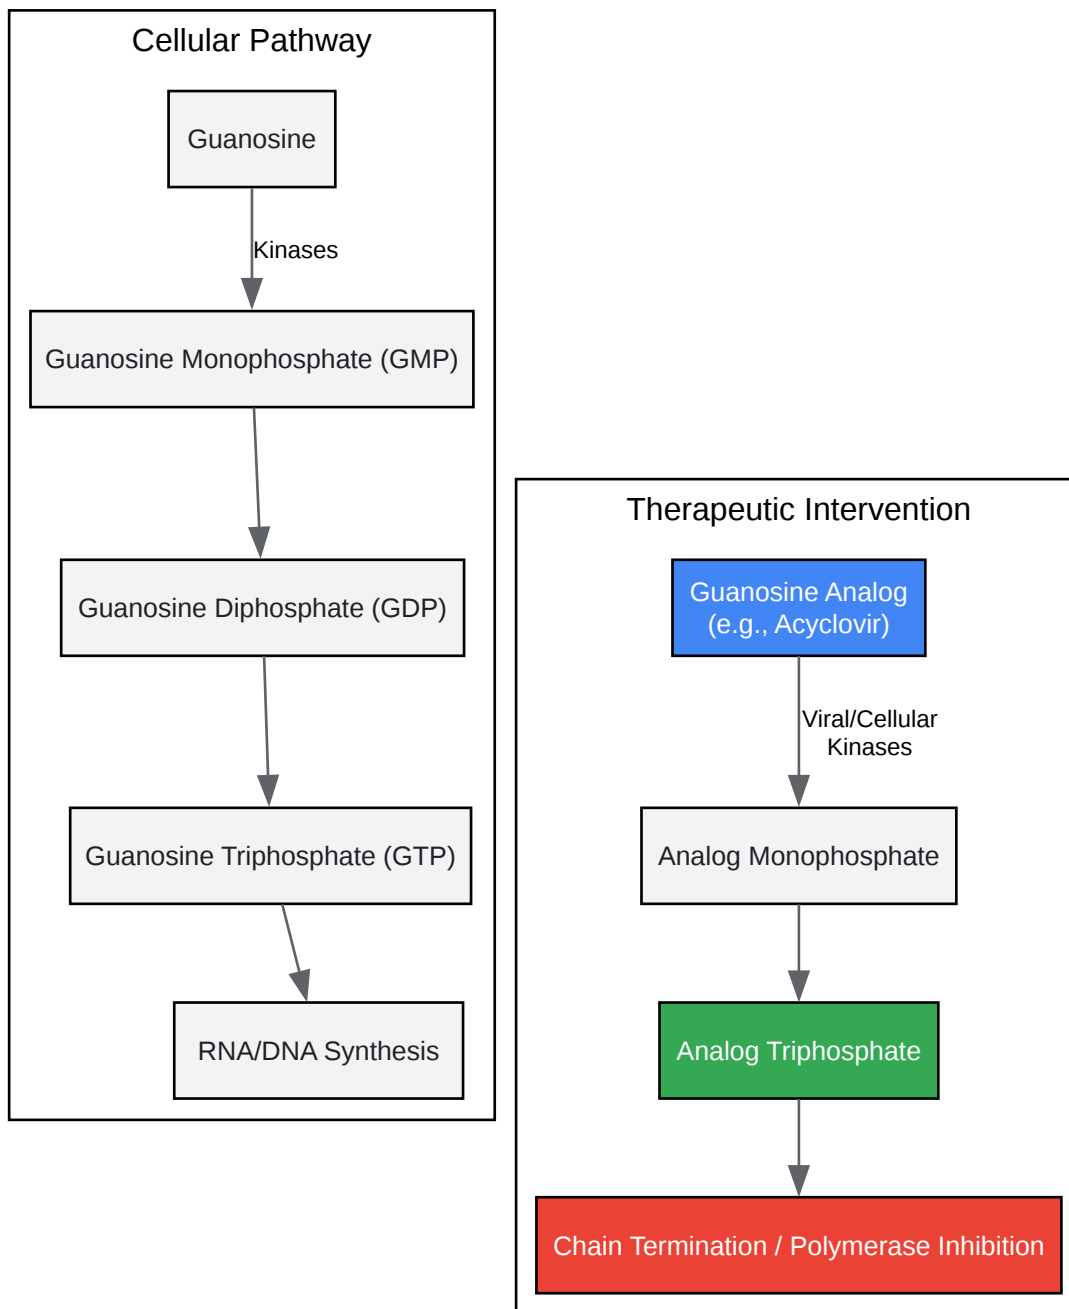 Cellular Pathway
Guanosine
Kinases
Guanosine Monophosphate (GMP)
Guanosine Diphosphate (GDP)
Guanosine Triphosphate (GTP)
RNA/DNA Synthesis
Therapeutic Intervention
Guanosine Analog
(e.g., Acyclovir)
Viral/Cellular
Kinases
Analog Monophosphate
Analog Triphosphate
Chain Termination / Polymerase Inhibition